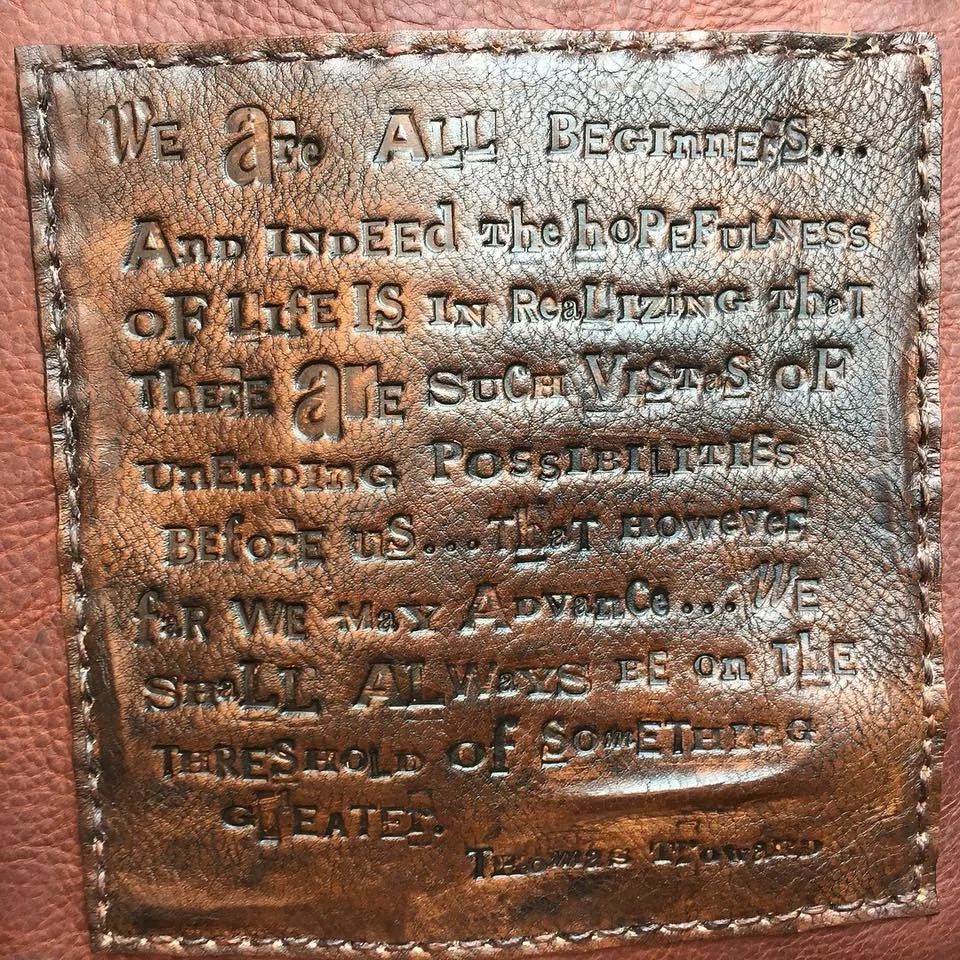 WE are ALL BEGInnErS...
AnD INDEEd the hoPEFULNESS
OF LIfE IS IN ReaLIZing ThaT
TheRE arE SUCH VISTaS oF
UnEnDIng POSSIBILITIES
BEforE uS...ThaT However
faR WE MaY ADvanCe...WE
ShaLL ALWaYS BE on THE
THRESHOLD of SOmETHING
GrEATEr.
THomas TroWarD